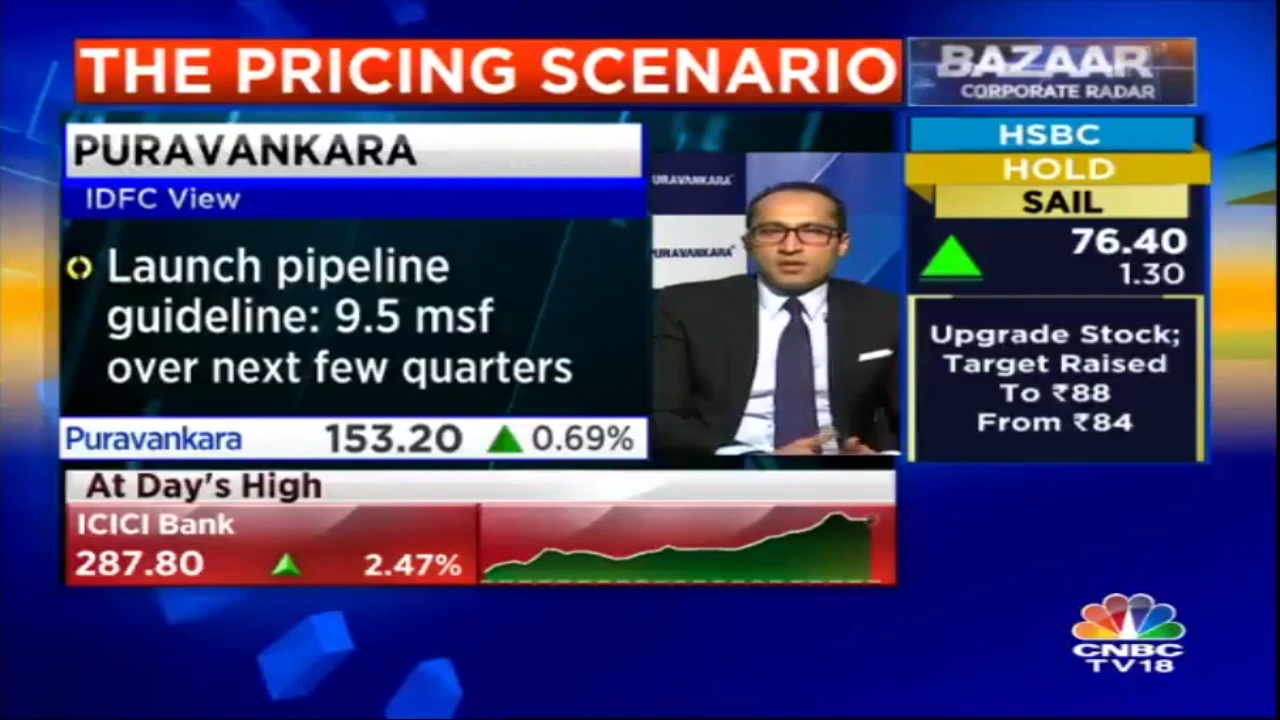 THE PRICING SCENARIO
BAZAAR
CORPORATE RADAR
PURAVANKARA
IDFC View
Launch pipeline
guideline: 9.5 msf
over next few quarters
Puravankara 153.20 0.69%
PURAVANKARA
PURAVANKARA
HSBC
HOLD
SAIL
76.40
1.30
Upgrade Stock;
Target Raised
To ₹88
From ₹84
At Day's High
ICICI Bank
287.80 2.47%
CNBC
TV18